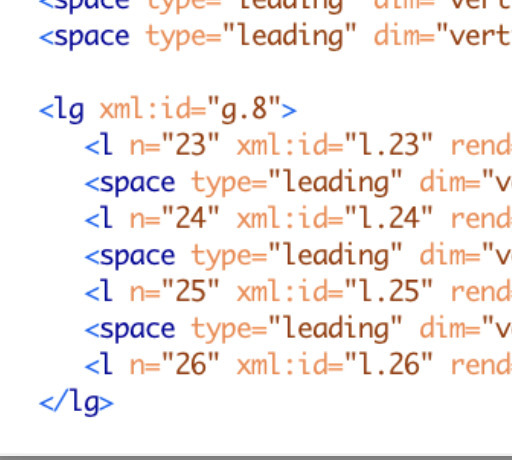 <space type="leading" dim="vert
<space type="leading" dim="vert
<lg xml:id="g.8">
<l n="23" xml:id="l.23" rend
<space type="leading" dim="v
<l n="24" xml:id="l.24" rend
<space type="leading" dim="v
<l n="25" xml:id="l.25" rend
<space type="leading" dim="v
<l n="26" xml:id="l.26" rend
</lg>